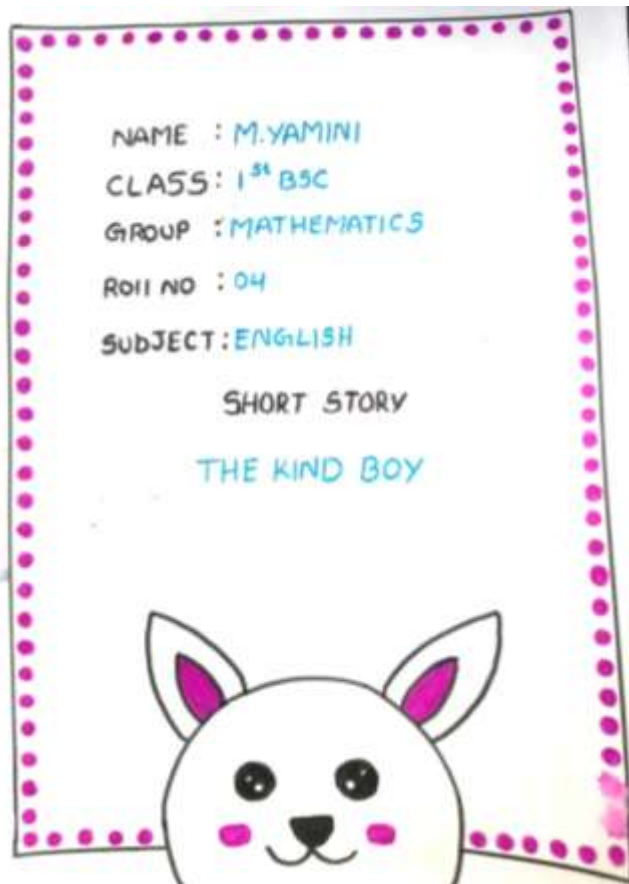 NAME : M.YAMINI
CLASS: 1st BSC
GROUP : MATHEMATICS
ROll NO : 04
SUBJECT: ENGLISH
SHORT STORY
THE KIND BOY